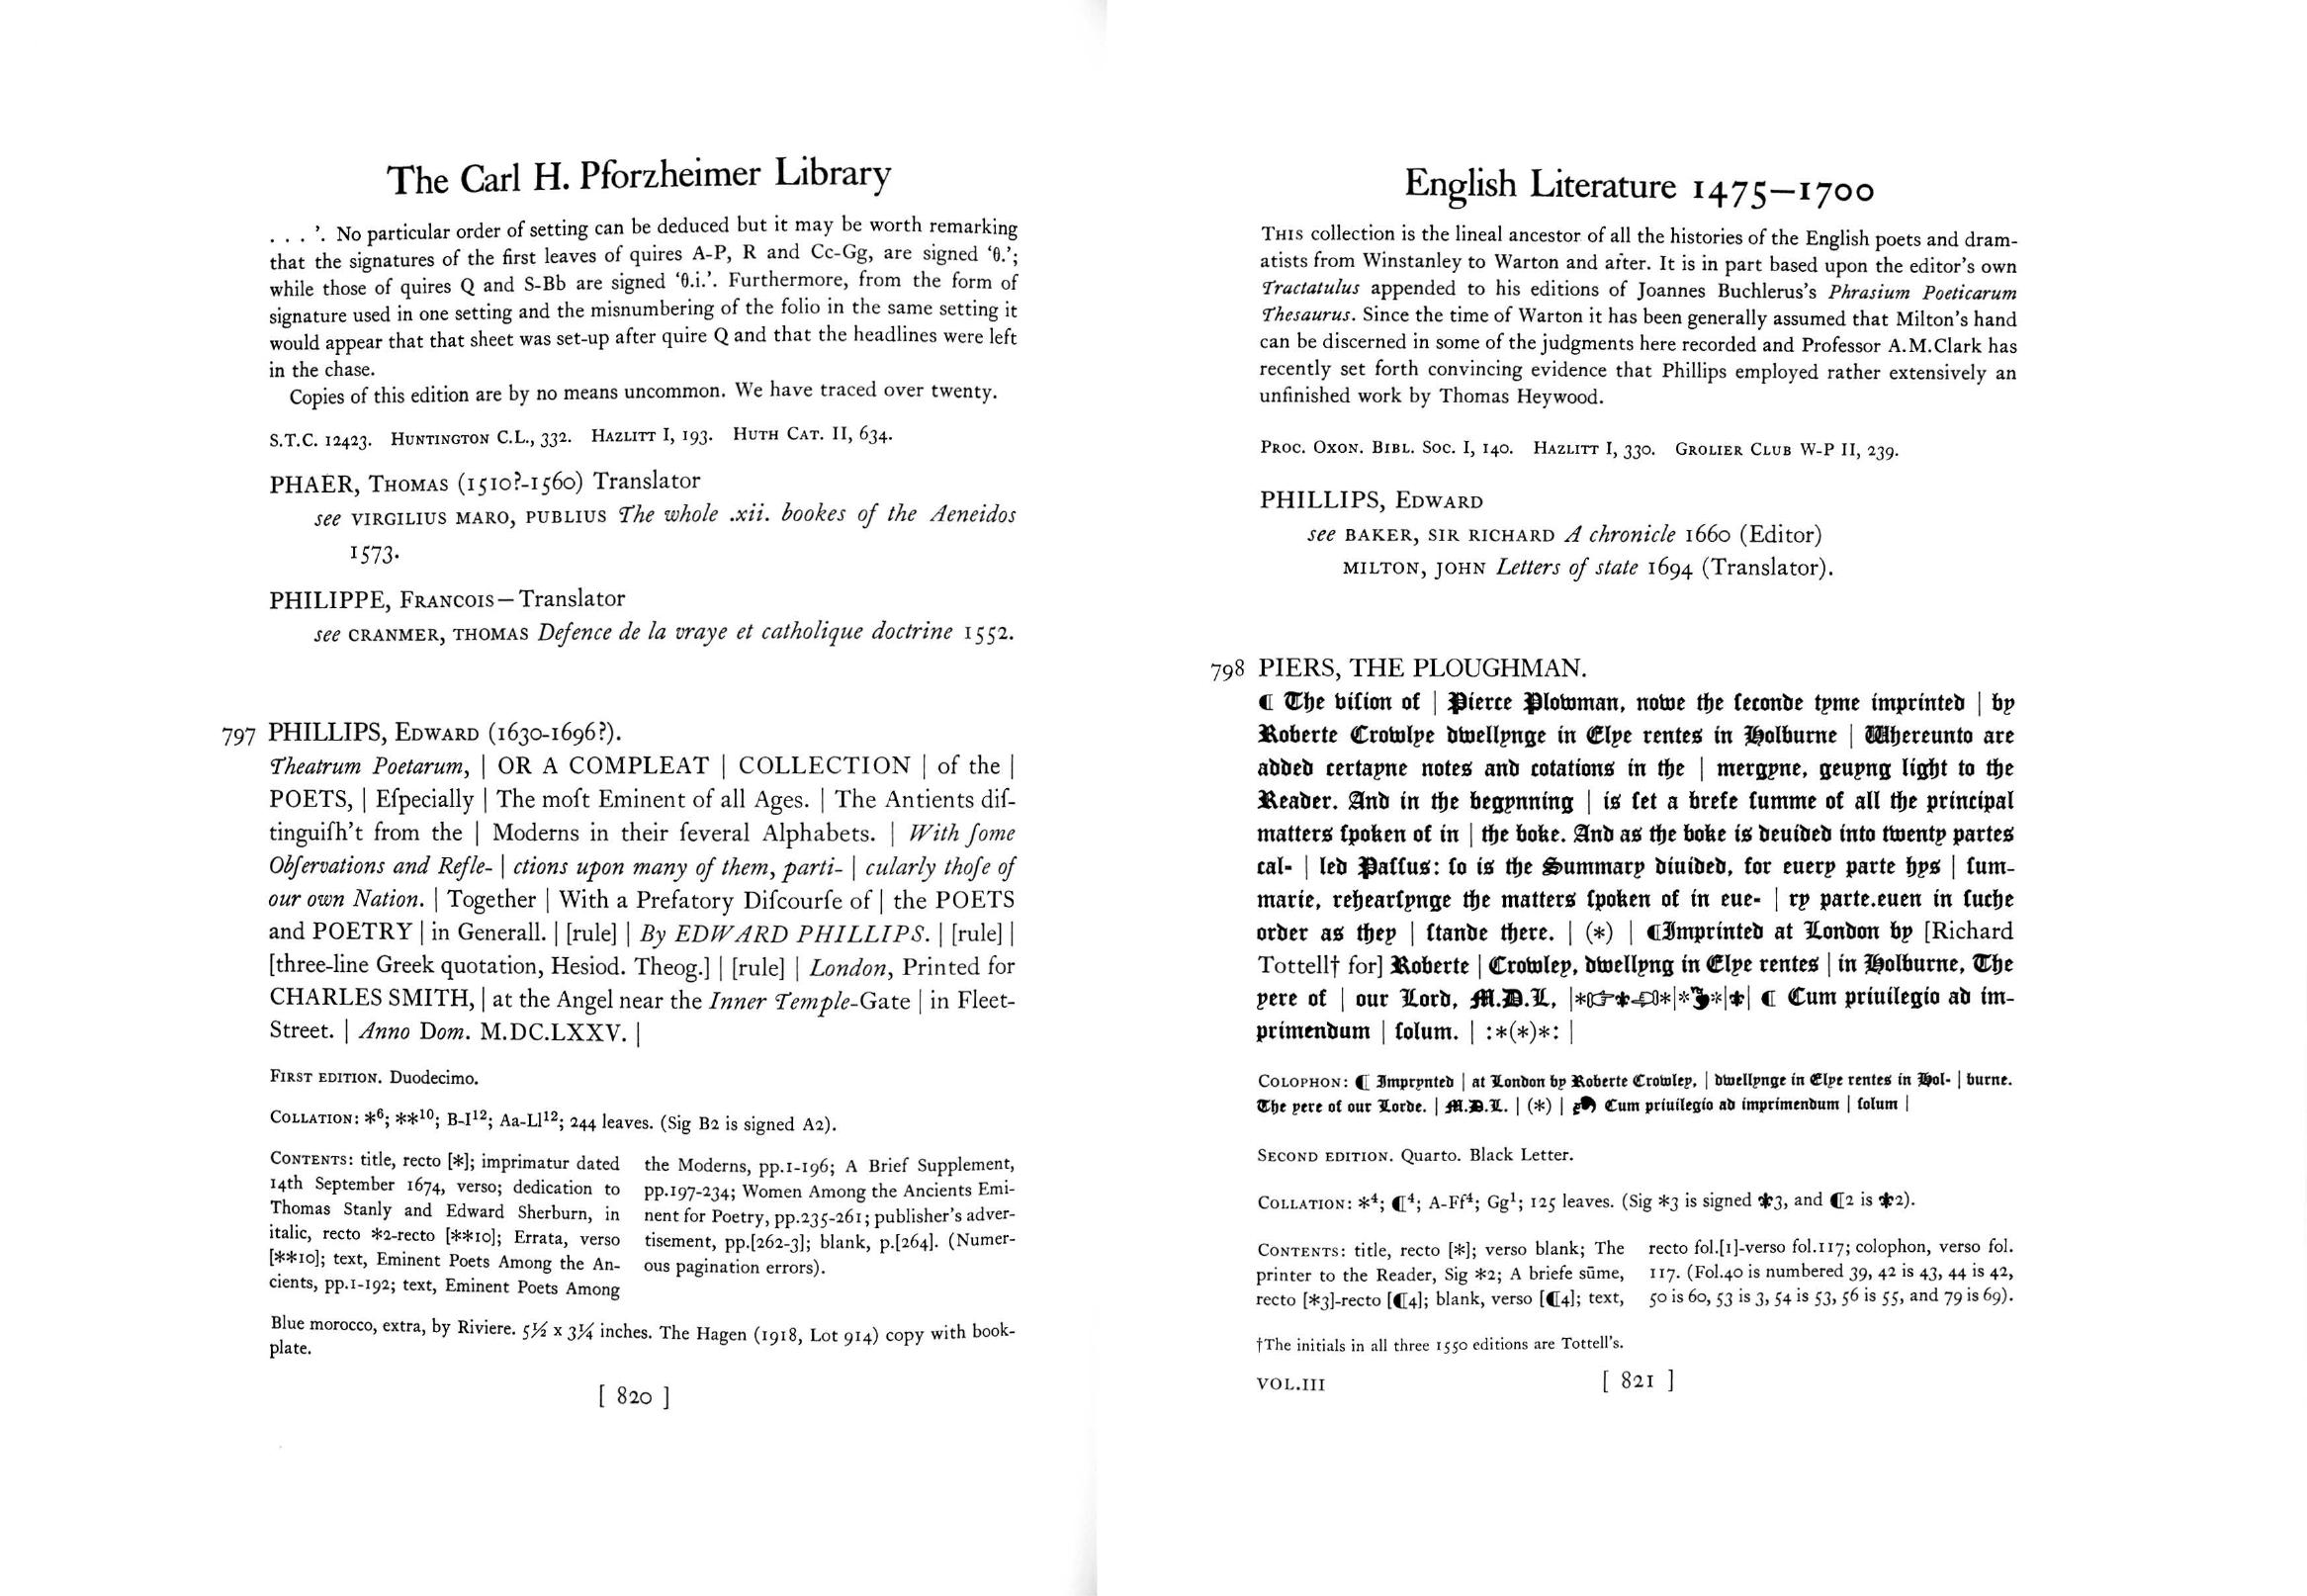 The Carl H. Pforzheimer Library
. . . ’. No particular order of setting can be deduced but it may be worth remarking
that the signatures of the first leaves of quires A-P, R and Cc-Gg, are signed ‘θ.’;
while those of quires Q and S-Bb are signed ‘θ.i.’. Furthermore, from the form of
signature used in one setting and the misnumbering of the folio in the same setting it
would appear that that sheet was set-up after quire Q and that the headlines were left
in the chase.
Copies of this edition are by no means uncommon. We have traced over twenty.
S.T.C. 12423. Huntington C.L., 332. Hazlitt I, 193. Huth Cat. II, 634.
PHAER, Thomas (1510?-1560) Translator
see VIRGILIUS MARO, PUBLIUS The whole .xii. bookes of the Aeneidos
1573.
PHILIPPE, Francois—Translator
see CRANMER, THOMAS Defence de la vraye et catholique doctrine 1552.
797 PHILLIPS, Edward (1630-1696?).
Theatrum Poetarum, | OR A COMPLEAT | COLLECTION | of the |
POETS, | Eſpecially | The moſt Eminent of all Ages. | The Antients diſ-
tinguiſh’t from the | Moderns in their ſeveral Alphabets. | With ſome
Obſervations and Refle- | ctions upon many of them, parti- | cularly thoſe of
our own Nation. | Together | With a Prefatory Diſcourſe of | the POETS
and POETRY | in Generall. | [rule] | By EDWARD PHILLIPS. | [rule] |
[three-line Greek quotation, Hesiod. Theog.] | [rule] | London, Printed for
CHARLES SMITH, | at the Angel near the Inner Temple-Gate | in Fleet-
Street. | Anno Dom. M.DC.LXXV. |
First edition. Duodecimo.
Collation: *⁶; **¹⁰; B-I¹²; Aa-Ll¹²; 244 leaves. (Sig B2 is signed A2).
Contents: title, recto [*]; imprimatur dated
14th September 1674, verso; dedication to
Thomas Stanly and Edward Sherburn, in
italic, recto *2-recto [**10]; Errata, verso
[**10]; text, Eminent Poets Among the An-
cients, pp.1-192; text, Eminent Poets Among
the Moderns, pp.1-196; A Brief Supplement,
pp.197-234; Women Among the Ancients Emi-
nent for Poetry, pp.235-261; publisher’s adver-
tisement, pp.[262-3]; blank, p.[264]. (Numer-
ous pagination errors).
Blue morocco, extra, by Riviere. 5½ x 3¼ inches. The Hagen (1918, Lot 914) copy with book-
plate.
[ 820 ]
English Literature 1475—1700
This collection is the lineal ancestor of all the histories of the English poets and dram-
atists from Winstanley to Warton and after. It is in part based upon the editor’s own
Tractatulus appended to his editions of Joannes Buchlerus’s Phrasium Poeticarum
Thesaurus. Since the time of Warton it has been generally assumed that Milton’s hand
can be discerned in some of the judgments here recorded and Professor A.M.Clark has
recently set forth convincing evidence that Phillips employed rather extensively an
unfinished work by Thomas Heywood.
Proc. Oxon. Bibl. Soc. I, 140. Hazlitt I, 330. Grolier Club W-P II, 239.
PHILLIPS, Edward
see BAKER, SIR RICHARD A chronicle 1660 (Editor)
MILTON, JOHN Letters of state 1694 (Translator).
798 PIERS, THE PLOUGHMAN.
¶ The viſion of | Pierce Plowman, nowe the ſeconde tyme imprinted | by
Roberte Crowlye dwellynge in Elye rentes in Holburne | Whereunto are
added certayne notes and cotations in the | mergyne, geuyng light to the
Reader. And in the begynning | is ſet a brefe ſumme of all the principal
matters ſpoken of in | the boke. And as the boke is deuided into twenty partes
cal- | led Paſſus: ſo is the Summary diuided, for euery parte hys | ſum-
marie, rehearſynge the matters ſpoken of in eue- | ry parte.euen in ſuche
order as they | ſtande there. | (*) | ¶Imprinted at London by [Richard
Tottell† for] Roberte | Crowley, dwellyng in Elye rentes | in Holburne, The
yere of | our Lord, M.D.L, |*☞⚜☜*|*❧*|⚜| ¶ Cum priuilegio ad im-
primendum | ſolum. | :*(*)*: |
Colophon: ¶ Imprynted | at London by Roberte Crowley, | dwellynge in Elye rentes in Hol- | burne.
The yere of our Lorde. | M.D.L. | (*) | ❧ Cum priuilegio ad imprimendum | ſolum |
Second edition. Quarto. Black Letter.
Collation: *⁴; ¶⁴; A-Ff⁴; Gg¹; 125 leaves. (Sig *3 is signed ⚜3, and ¶2 is ⚜2).
Contents: title, recto [*]; verso blank; The
printer to the Reader, Sig *2; A briefe sūme,
recto [*3]-recto [¶4]; blank, verso [¶4]; text,
recto fol.[1]-verso fol.117; colophon, verso fol.
117. (Fol.40 is numbered 39, 42 is 43, 44 is 42,
50 is 60, 53 is 3, 54 is 53, 56 is 55, and 79 is 69).
†The initials in all three 1550 editions are Tottell’s.
VOL.III
[ 821 ]